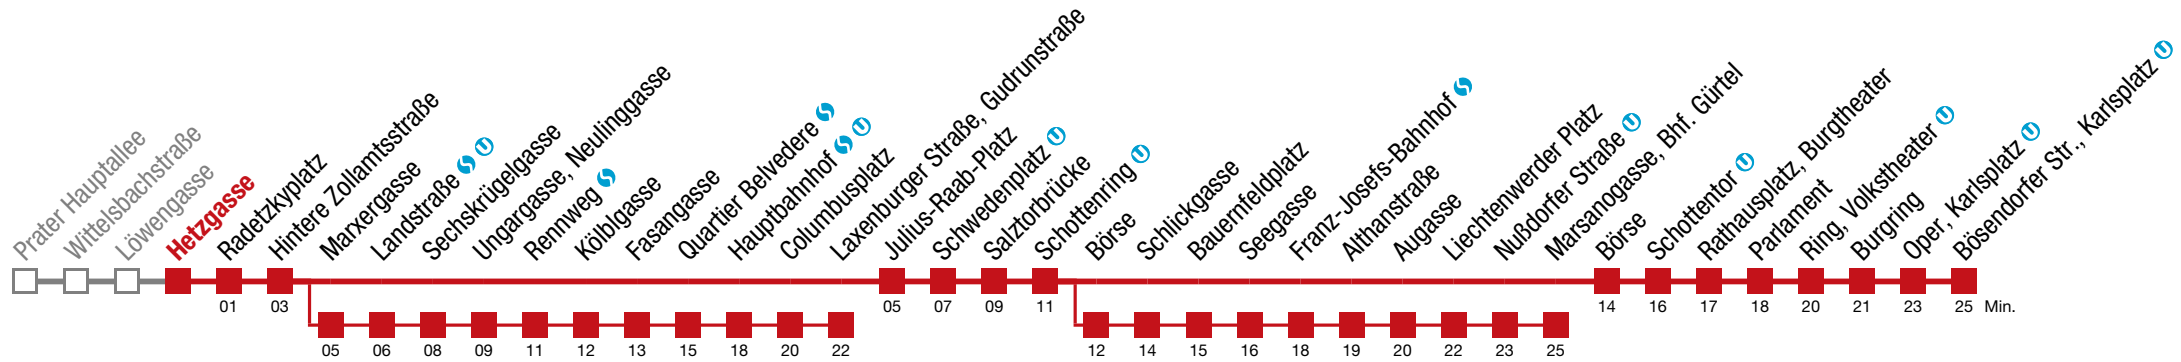 Prater Hauptallee
Wittelsbachstraße
Löwengasse
Hetzgasse
Radetzkyplatz
Hintere Zollamtsstraße
Marxergasse
Landstraße S U
Sechskrügelgasse
Ungargasse, Neulinggasse
Rennweg S
Kölblgasse
Fasangasse
Quartier Belvedere S
Hauptbahnhof S U
Columbusplatz
Laxenburger Straße, Gudrunstraße
Julius-Raab-Platz
Schwedenplatz U
Salztorbrücke
Schottenring U
Börse
Schlickgasse
Bauernfeldplatz
Seegasse
Franz-Josefs-Bahnhof S
Althanstraße
Augasse
Liechtenwerder Platz
Nußdorfer Straße U
Marsanogasse, Bhf. Gürtel
Börse
Schottentor U
Rathausplatz, Burgtheater
Parlament
Ring, Volkstheater U
Burgring
Oper, Karlsplatz U
Bösendorfer Str., Karlsplatz U
01 03 05 07 09 11 14 16 17 18 20 21 23 25 Min.
05 06 08 09 11 12 13 15 18 20 22 12 14 15 16 18 19 20 22 23 25